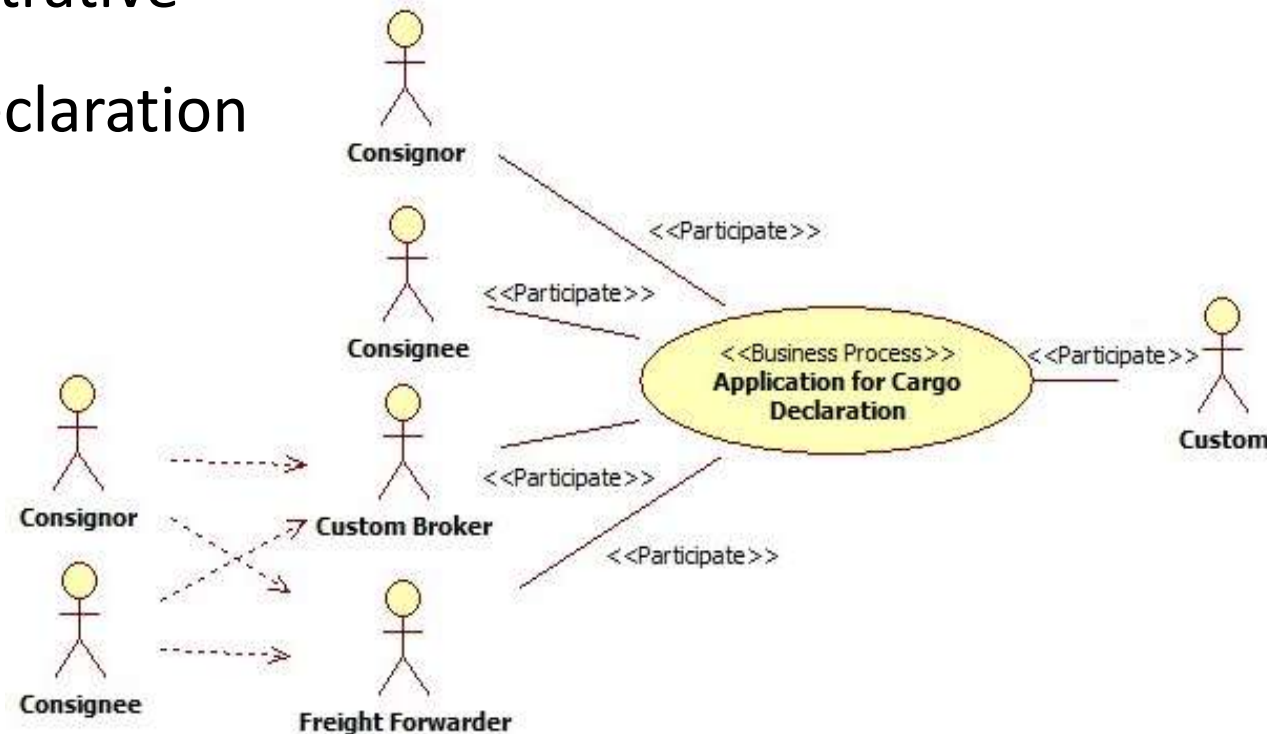 trative
claration
Consignor
<<Participate>>
<<Participate>>
Consignee
<<Business Process>>
Application for Cargo
Declaration
<<Participate>>
Custom
<<Participate>>
Consignor
Custom Broker
<<Participate>>
Consignee
Freight Forwarder